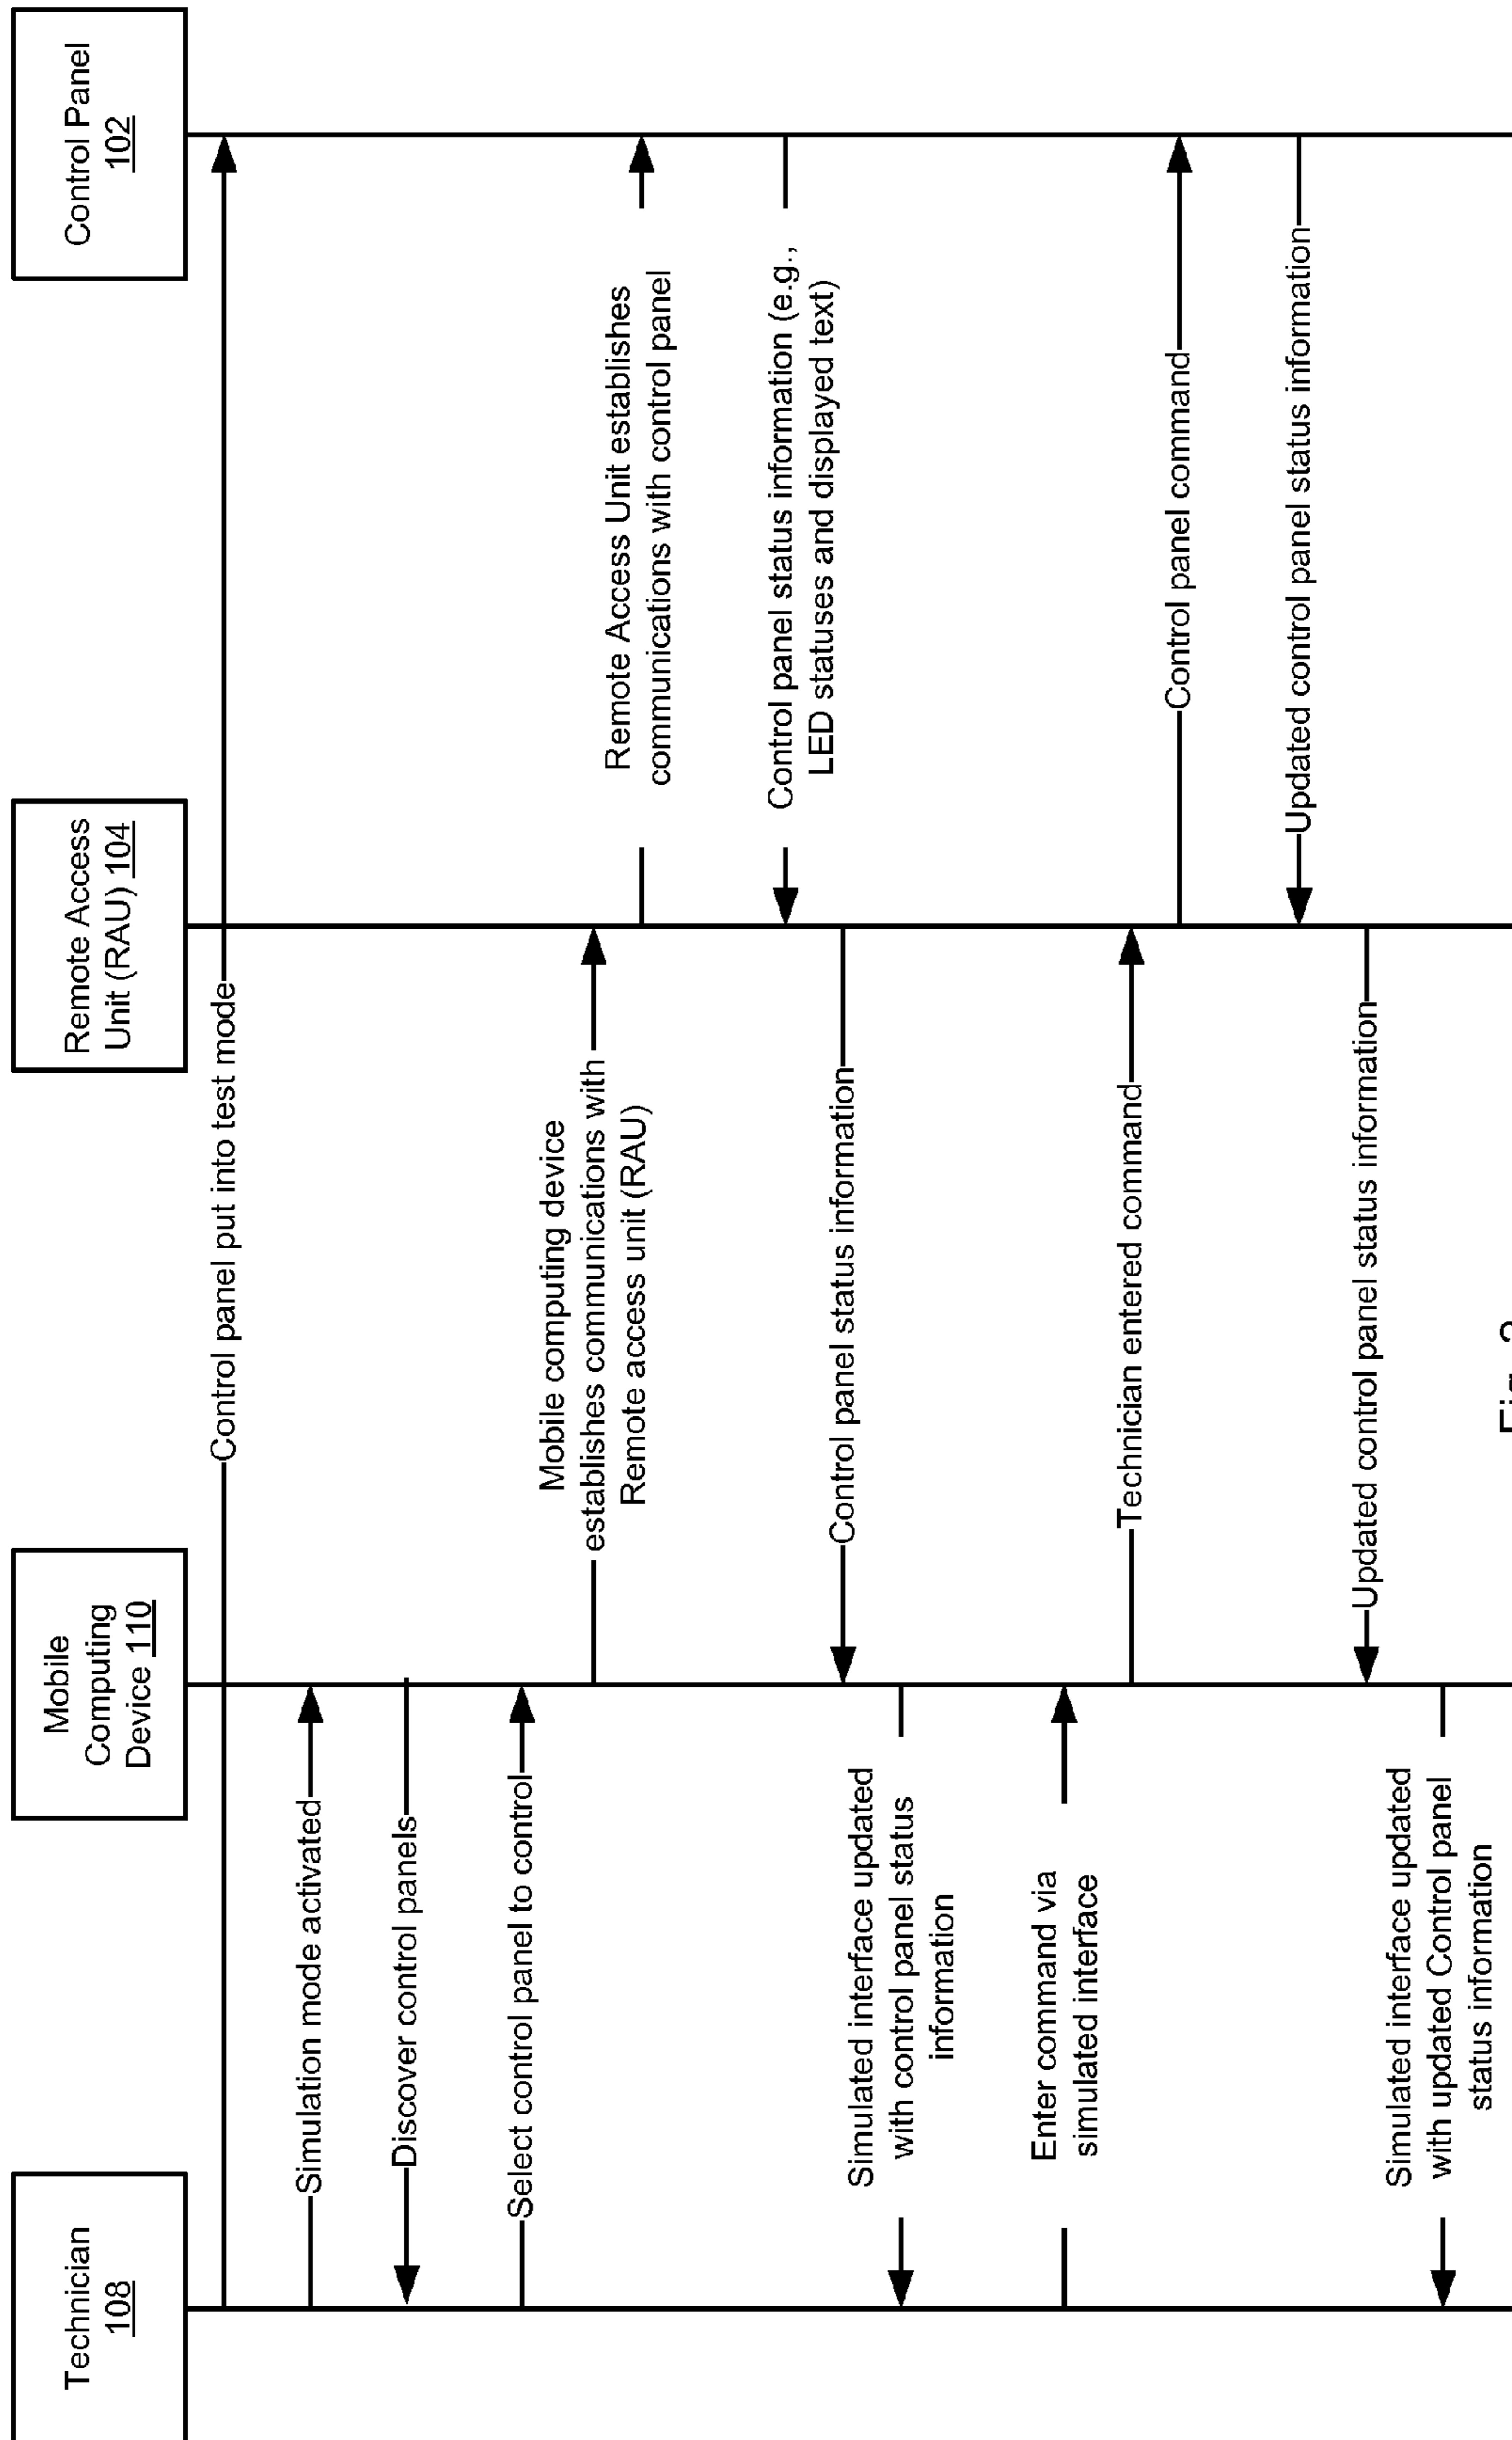 Technician
108
Mobile
Computing
Device 110
Remote Access
Unit (RAU) 104
Control Panel
102
Control panel put into test mode
Simulation mode activated
Discover control panels
Select control panel to control
Mobile computing device
establishes communications with
Remote access unit (RAU)
Remote Access Unit establishes
communications with control panel
Control panel status information (e.g.,
LED statuses and displayed text)
Control panel status information
Simulated interface updated
with control panel status
information
Enter command via
simulated interface
Technician entered command
Control panel command
Updated control panel status information
Updated control panel status information
Simulated interface updated
with updated Control panel
status information
Fig.